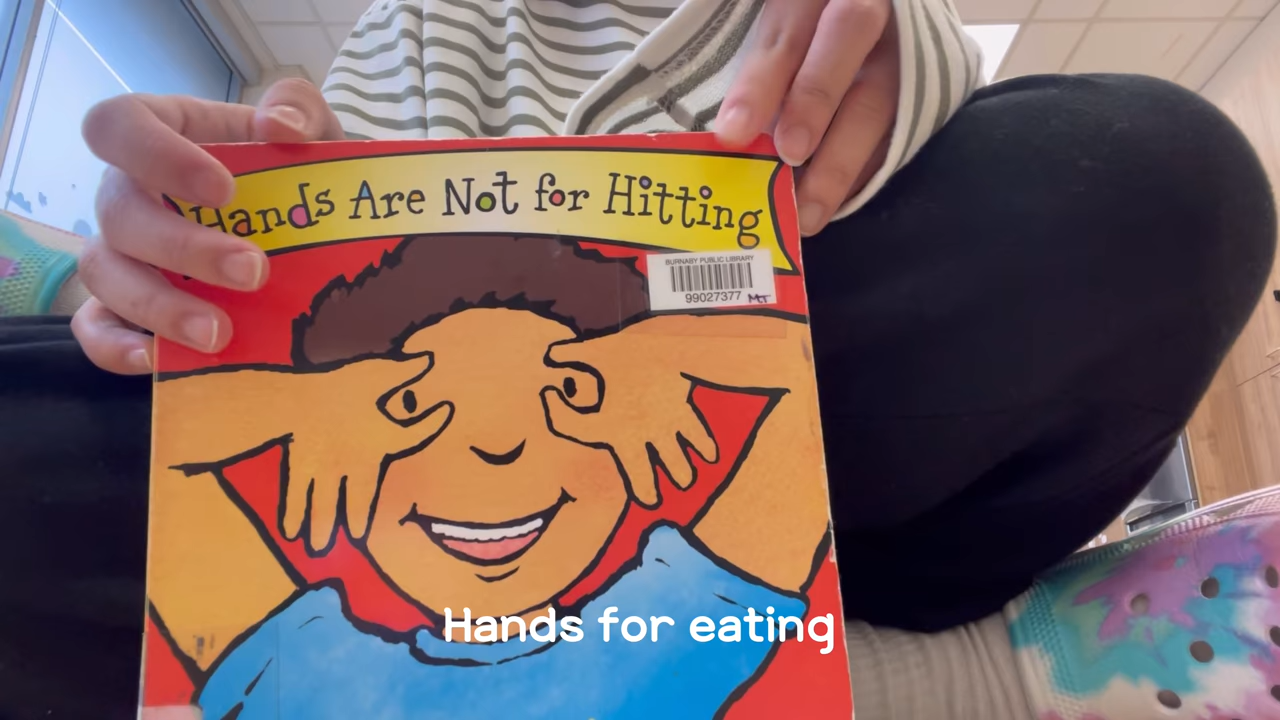 Hands Are Not for Hitting
BURNABY PUBLIC LIBRARY
99027377 MT
Hands for eating